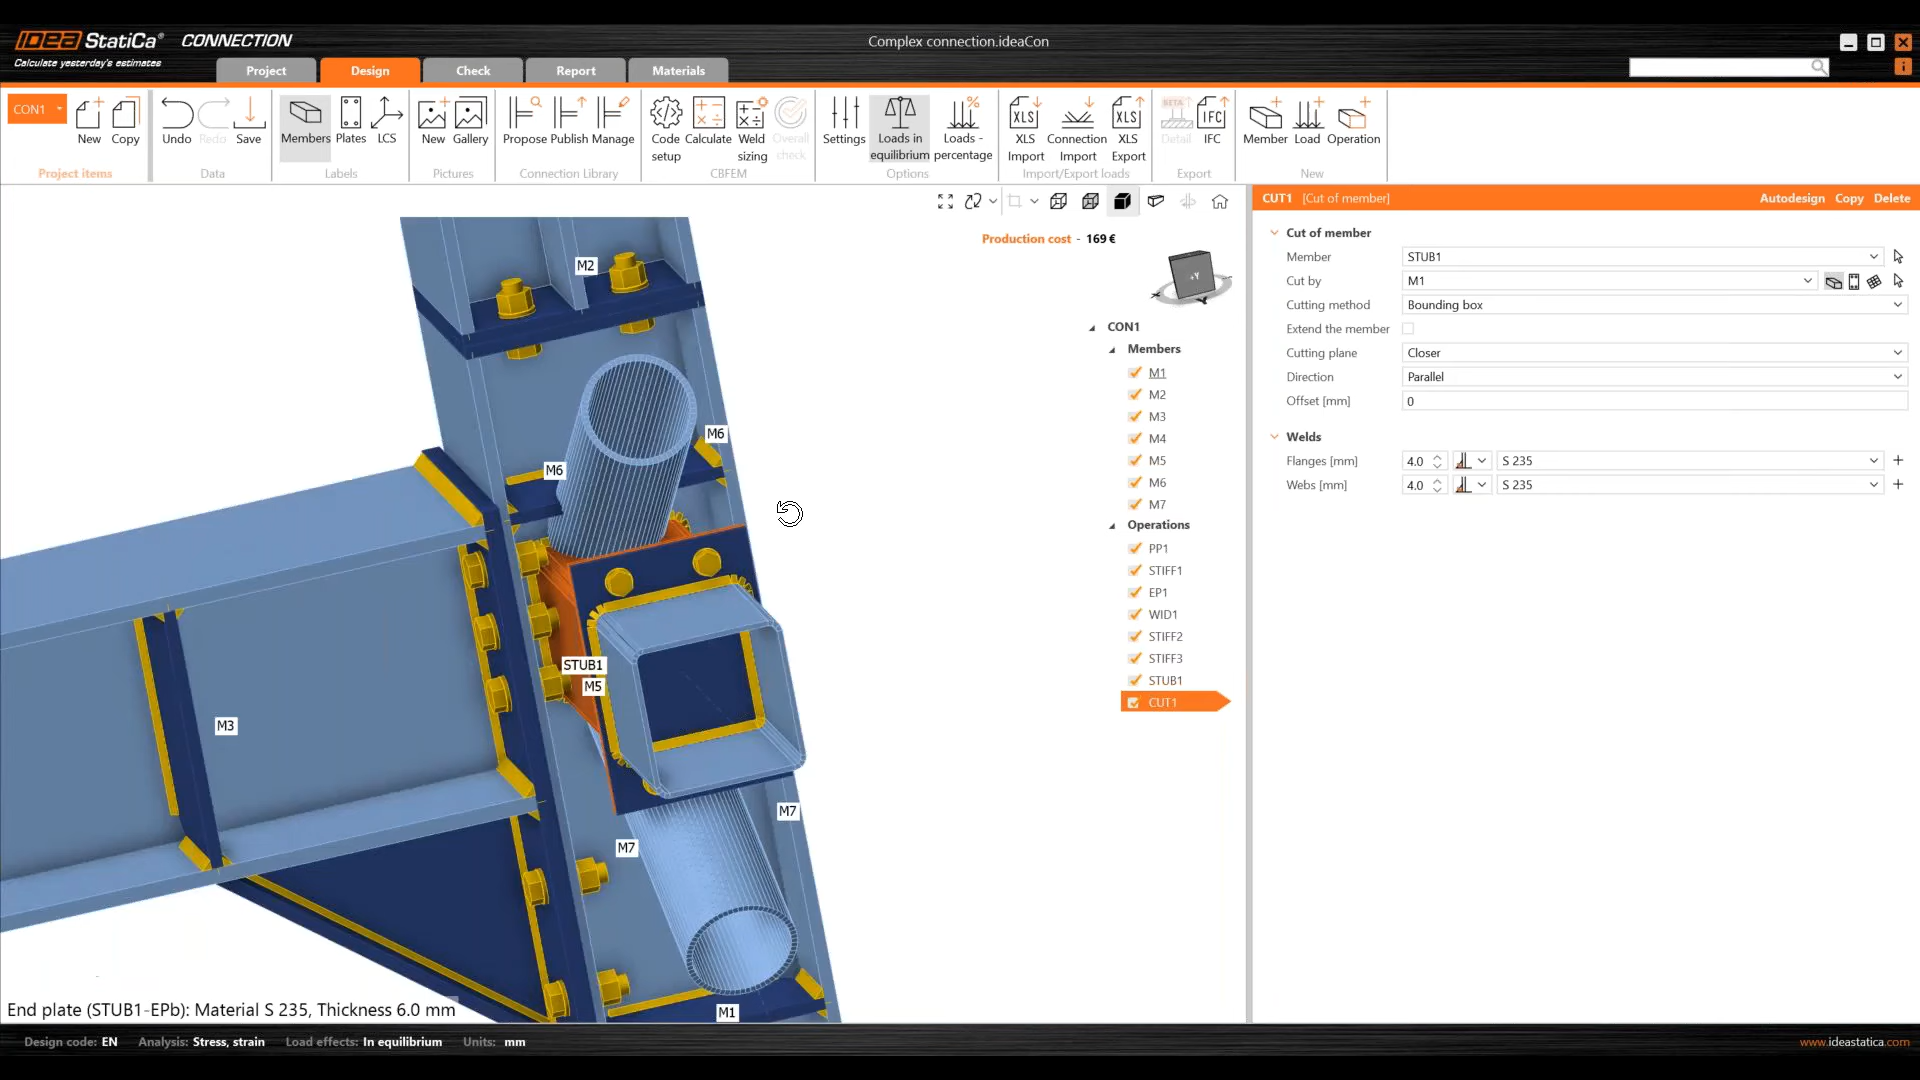 IDEA StatiCa® CONNECTION
Calculate yesterday's estimates
Complex connection.ideaCon
Project Design Check Report Materials
CON1
New Copy
Project items
Undo Redo Save
Data
Members Plates LCS
Labels
New Gallery
Pictures
Propose Publish Manage
Connection Library
Code setup Calculate Weld sizing Overall check
CBFEM
Settings Loads in equilibrium Loads - percentage
Options
XLS XLS
XLS Import Connection Import XLS Export
Import/Export loads
BETA IFC
Detail IFC
Export
Member Load Operation
New
Production cost - 169 €
+Y
M2
M6
M6
STUB1
M5
M3
M7
M7
M1
End plate (STUB1-EPb): Material S 235, Thickness 6.0 mm
CON1
Members
M1
M2
M3
M4
M5
M6
M7
Operations
PP1
STIFF1
EP1
WID1
STIFF2
STIFF3
STUB1
CUT1
CUT1 [Cut of member] Autodesign Copy Delete
Cut of member
Member STUB1
Cut by M1
Cutting method Bounding box
Extend the member
Cutting plane Closer
Direction Parallel
Offset [mm] 0
Welds
Flanges [mm] 4.0 S 235
Webs [mm] 4.0 S 235
Design code: EN Analysis: Stress, strain Load effects: In equilibrium Units: mm
www.ideastatica.com